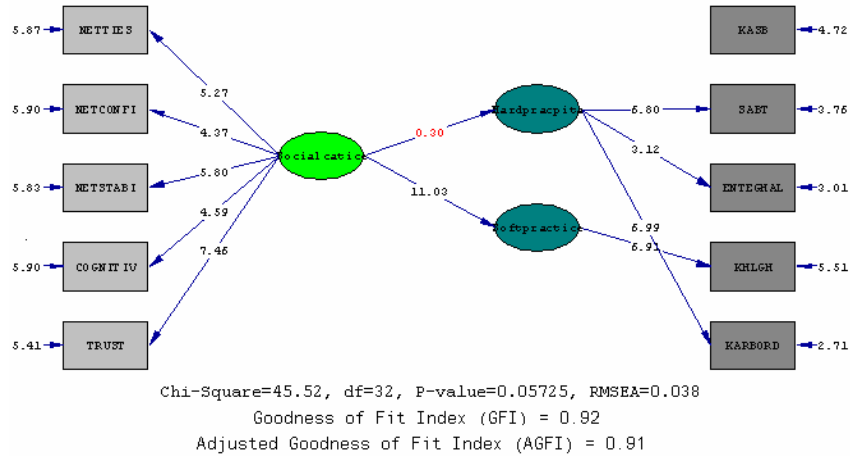 5.87 NETTIES KASB 4.72
5.27
5.90 NETCONFI 4.37 0.30 Hardpracpite 6.80 SABT 3.76
3.12
5.83 NETSTABI 5.80 Socialcatice 11.03 ENTEGHAL 3.01
4.59 Softpractice 6.99
7.46 6.91
5.90 COGNITIV KHLGH 5.51
5.41 TRUST KARBORD 2.71
Chi-Square=45.52, df=32, P-value=0.05725, RMSEA=0.038
Goodness of Fit Index (GFI) = 0.92
Adjusted Goodness of Fit Index (AGFI) = 0.91